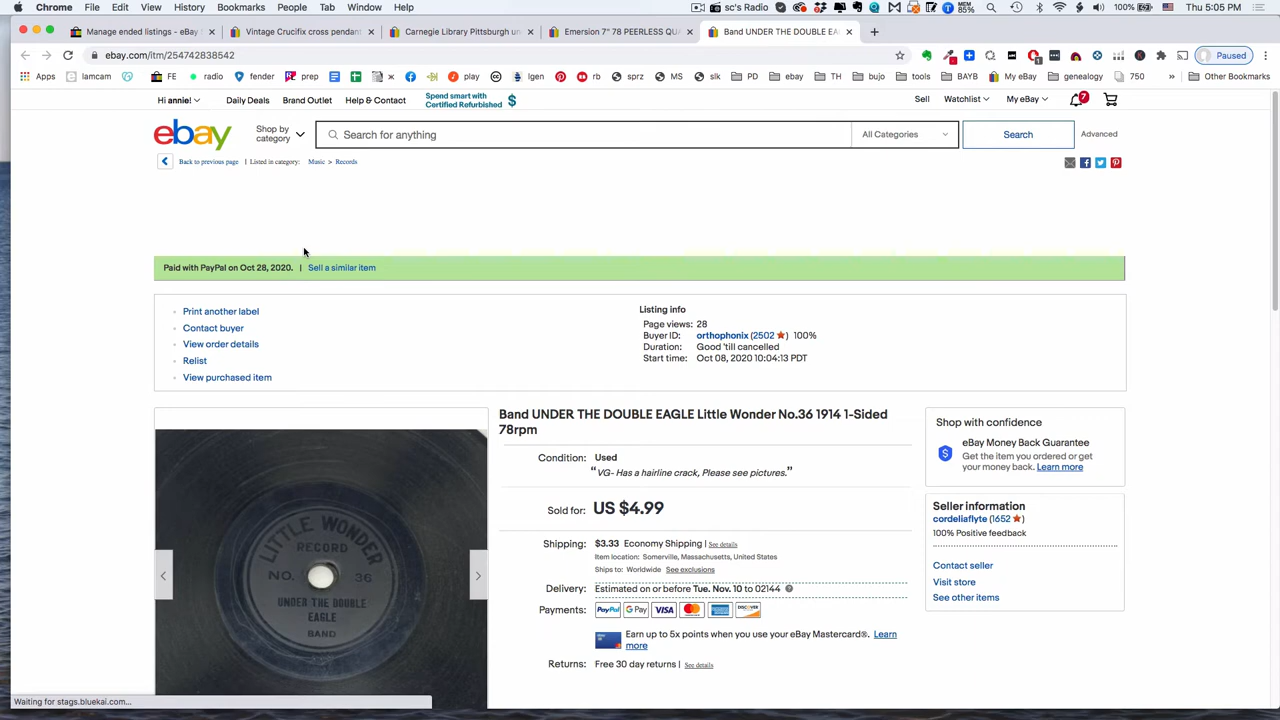 Chrome File Edit View History Bookmarks People Tab Window Help sc's Radio MEM 85% 100% Thu 5:05 PM
Manage ended listings - eBay Vintage Crucifix cross pendant Carnegie Library Pittsburgh un Emersion 7" 78 PEERLESS QUA Band UNDER THE DOUBLE EA
ebay.com/itm/254742838542 Paused
Apps iamcam FE radio fender prep x play igen rb sprz MS slk PD ebay TH bujo tools BAYB My eBay genealogy 750 » Other Bookmarks
Hi annie! Daily Deals Brand Outlet Help & Contact Spend smart with Certified Refurbished $ Sell Watchlist My eBay 7
ebay Shop by category Search for anything All Categories Search Advanced
Back to previous page | Listed in category: Music > Records
Paid with PayPal on Oct 28, 2020. | Sell a similar item
Print another label
Contact buyer
View order details
Relist
View purchased item
Listing info
Page views: 28
Buyer ID: orthophonix (2502 ) 100%
Duration: Good 'till cancelled
Start time: Oct 08, 2020 10:04:13 PDT
Band UNDER THE DOUBLE EAGLE Little Wonder No.36 1914 1-Sided
78rpm
Condition: Used
"VG- Has a hairline crack, Please see pictures."
Sold for: US $4.99
Shipping: $3.33 Economy Shipping | See details
Item location: Somerville, Massachusetts, United States
Ships to: Worldwide See exclusions
Delivery: Estimated on or before Tue. Nov. 10 to 02144
Payments: PayPal G Pay VISA DISCOVER
Earn up to 5x points when you use your eBay Mastercard®. Learn
more
Returns: Free 30 day returns | See details
Shop with confidence
eBay Money Back Guarantee
Get the item you ordered or get
your money back. Learn more
Seller information
cordeliaflyte (1652 )
100% Positive feedback
Contact seller
Visit store
See other items
LITTLE WONDER
RECORD
NO. 36
UNDER THE DOUBLE
EAGLE
BAND
Waiting for stags.bluekai.com...